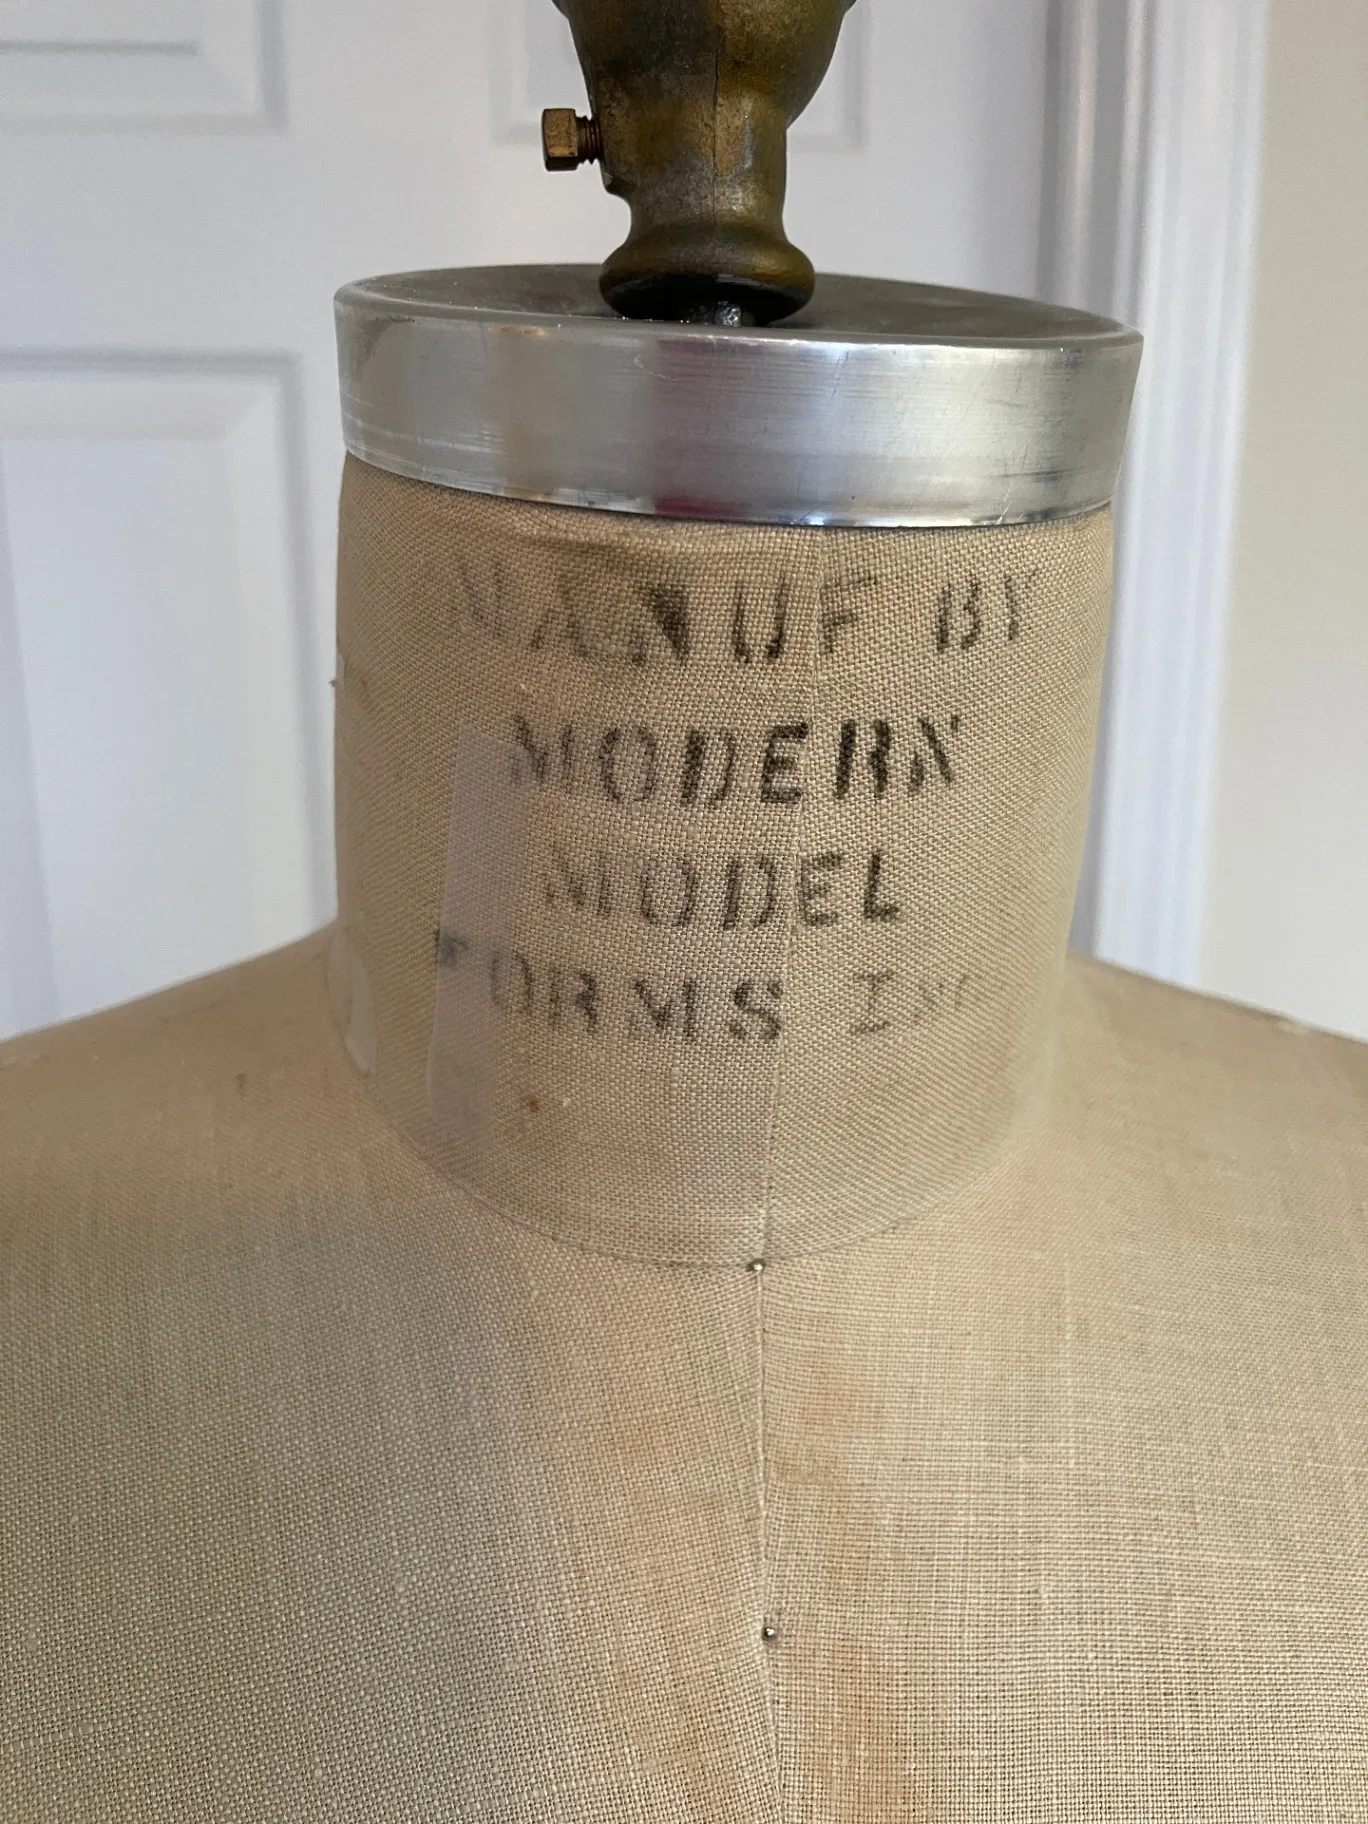 MANUF BY
MODERN
MODEL
FORMS INC.